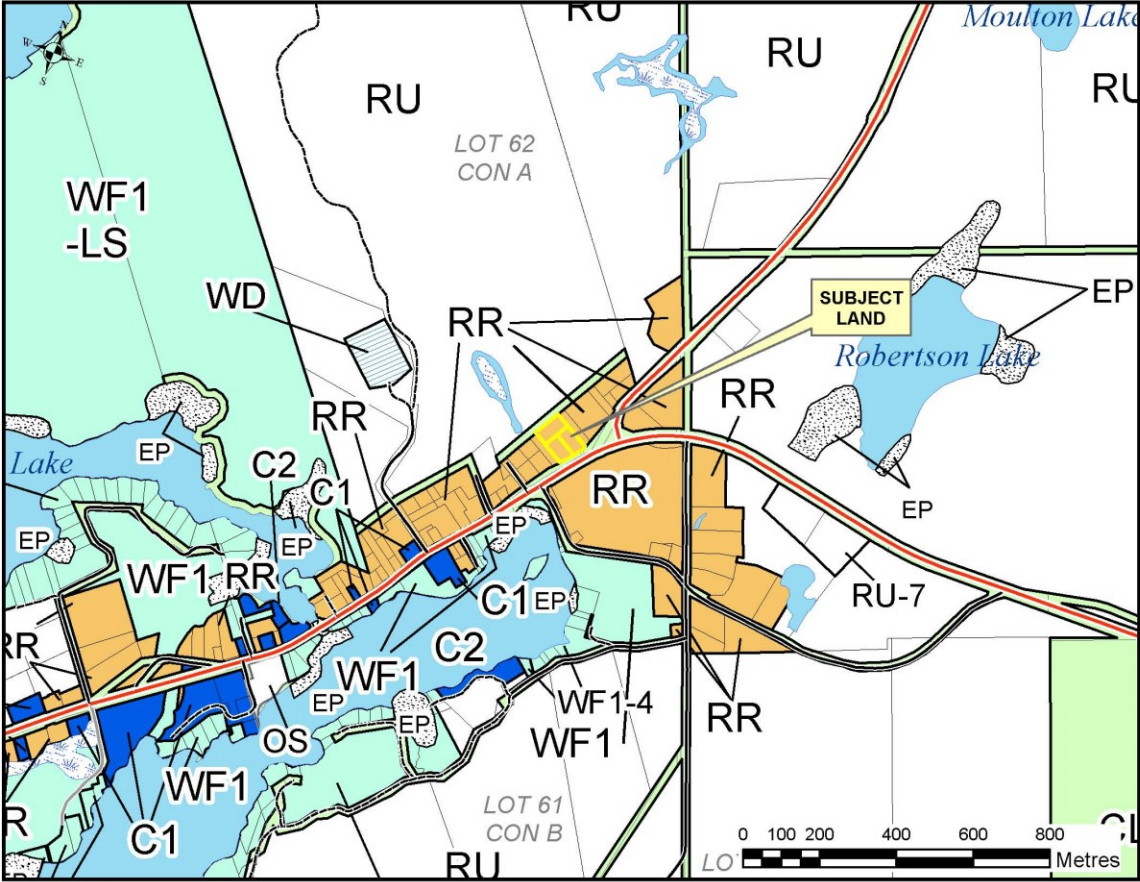 RU
Moulton Lake
N
W
E
S
RU
RU
RU
LOT 62
CON A
WF1
-LS
WD
RR
SUBJECT
LAND
EP
Robertson Lake
RR
RR
Lake
EP
C2
C1
RR
EP
EP
EP
EP
WF1
RR
C1
EP
RU-7
RR
WF1
C2
WF1-4
EP
EP
RR
OS
WF1
WF1
C1
R
LOT 61
CON B
RU
0 100 200 400 600 800
Metres
LO
CL